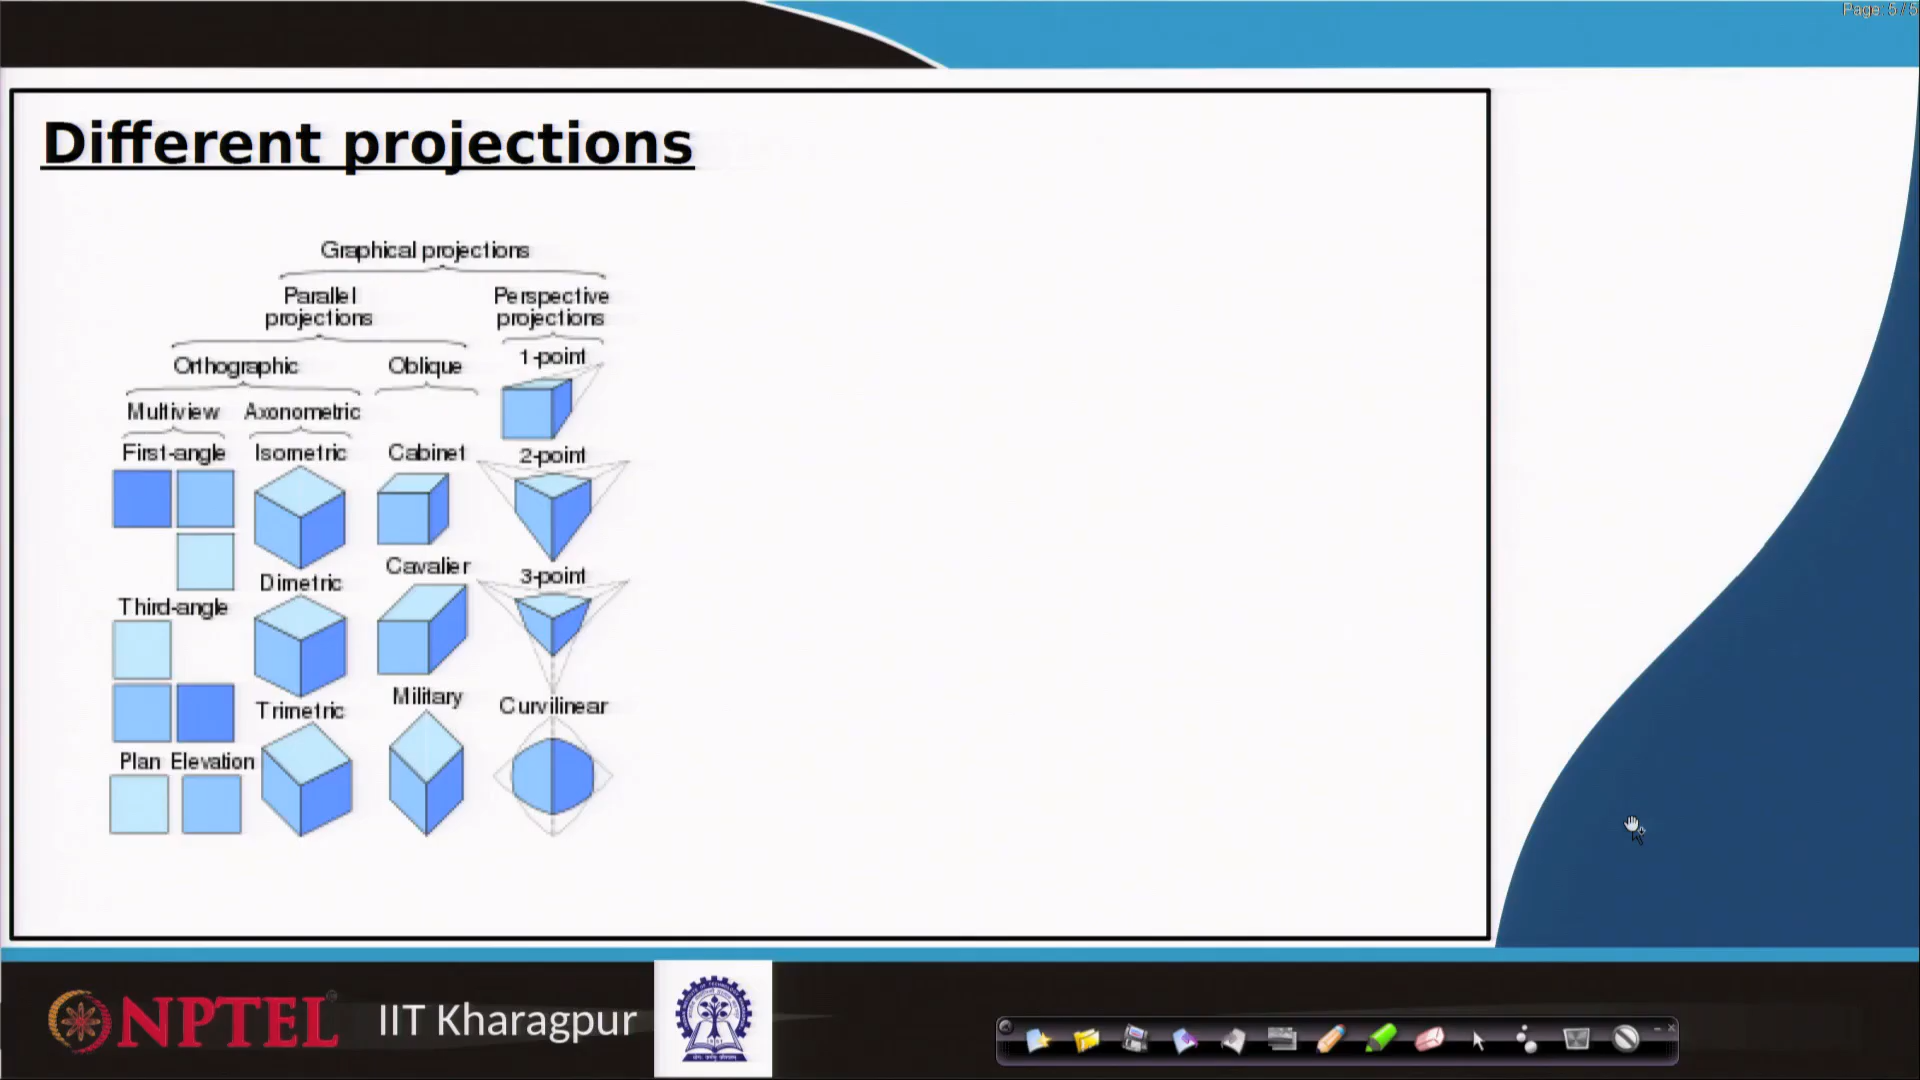 Page: 5 / 5
Different projections
Graphical projections
Parallel
projections
Perspective
projections
Orthographic
Oblique
1-point
Multiview
Axonometric
First-angle
Isometric
Cabinet
2-point
Dimetric
Cavalier
3-point
Third-angle
Trimetric
Military
Curvilinear
Plan
Elevation
NPTEL
IIT Kharagpur